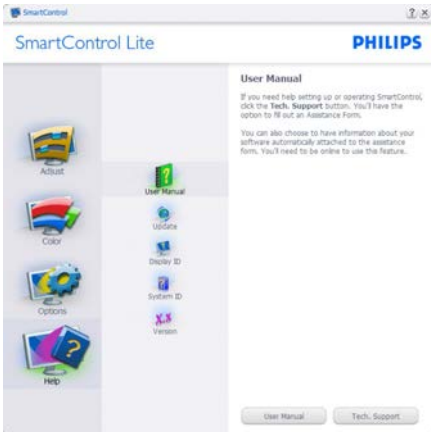 SmartControl
SmartControl Lite
PHILIPS
Adjust
Color
Options
Help
User Manual
Update
Display ID
System ID
Version
User Manual
If you need help setting up or operating SmartControl,
click the Tech. Support button. You'll have the
option to fill out an Assistance Form.
You can also choose to have information about your
software automatically attached to the assistance
form. You'll need to be online to use this feature.
User Manual
Tech. Support